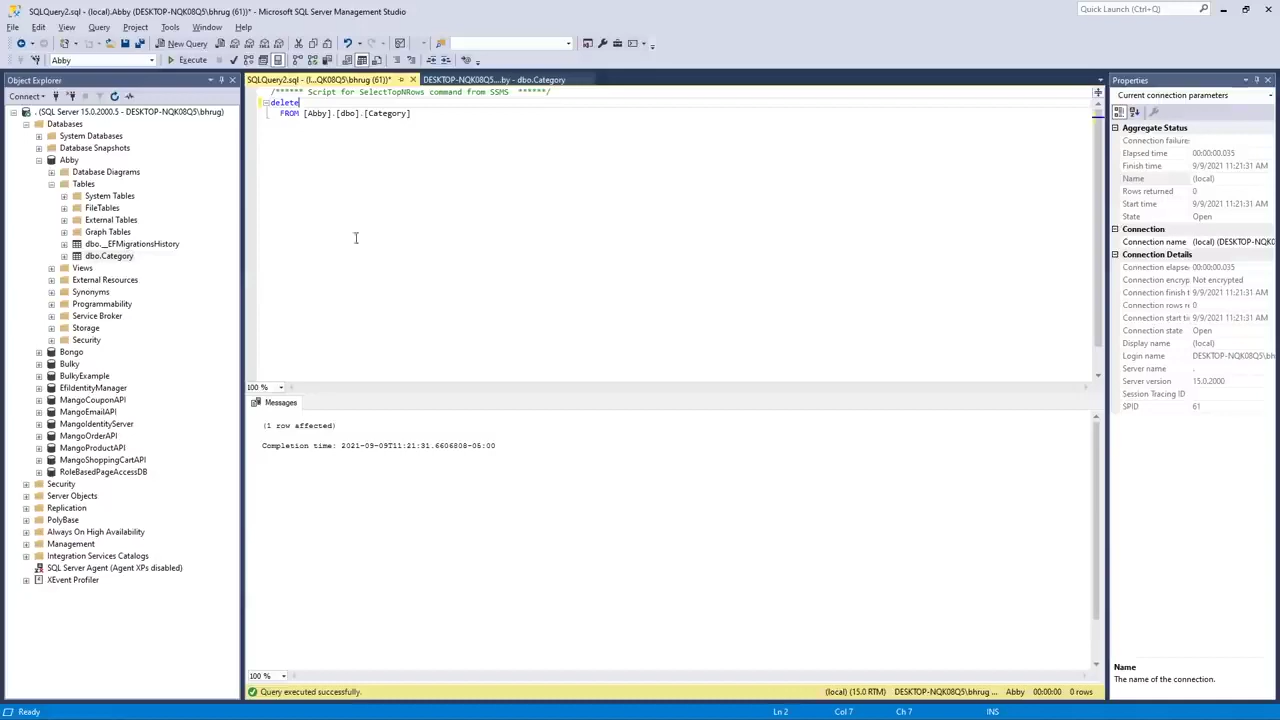 SQLQuery2.sql - (local).Abby (DESKTOP-NQK08Q5\bhrug (61))* - Microsoft SQL Server Management Studio
Quick Launch (Ctrl+Q)
File Edit View Query Project Tools Window Help
New Query
Abby Execute
Object Explorer
Connect
. (SQL Server 15.0.2000.5 - DESKTOP-NQK08Q5\bhrug)
Databases
System Databases
Database Snapshots
Abby
Database Diagrams
Tables
System Tables
FileTables
External Tables
Graph Tables
dbo.__EFMigrationsHistory
dbo.Category
Views
External Resources
Synonyms
Programmability
Service Broker
Storage
Security
Bongo
Bulky
BulkyExample
EfIdentityManager
MangoCouponAPI
MangoEmailAPI
MangoIdentityServer
MangoOrderAPI
MangoProductAPI
MangoShoppingCartAPI
RoleBasedPageAccessDB
Security
Server Objects
Replication
PolyBase
Always On High Availability
Management
Integration Services Catalogs
SQL Server Agent (Agent XPs disabled)
XEvent Profiler
SQLQuery2.sql - (l...QK08Q5\bhrug (61))*
DESKTOP-NQK08Q5....by - dbo.Category
/****** Script for SelectTopNRows command from SSMS ******/
delete
FROM [Abby].[dbo].[Category]
100 %
Messages
(1 row affected)
Completion time: 2021-09-09T11:21:31.6606808-05:00
100 %
Query executed successfully.
(local) (15.0 RTM) DESKTOP-NQK08Q5\bhrug ... Abby 00:00:00 0 rows
Properties
Current connection parameters
Aggregate Status
Connection failure:
Elapsed time 00:00:00.035
Finish time 9/9/2021 11:21:31 AM
Name (local)
Rows returned 0
Start time 9/9/2021 11:21:31 AM
State Open
Connection
Connection name (local) (DESKTOP-NQK0
Connection Details
Connection elapse 00:00:00.035
Connection encryp Not encrypted
Connection finish t 9/9/2021 11:21:31 AM
Connection rows re 0
Connection start tir 9/9/2021 11:21:31 AM
Connection state Open
Display name (local)
Login name DESKTOP-NQK08Q5\bh
Server name .
Server version 15.0.2000
Session Tracing ID
SPID 61
Name
The name of the connection.
Ready Ln 2 Col 7 Ch 7 INS